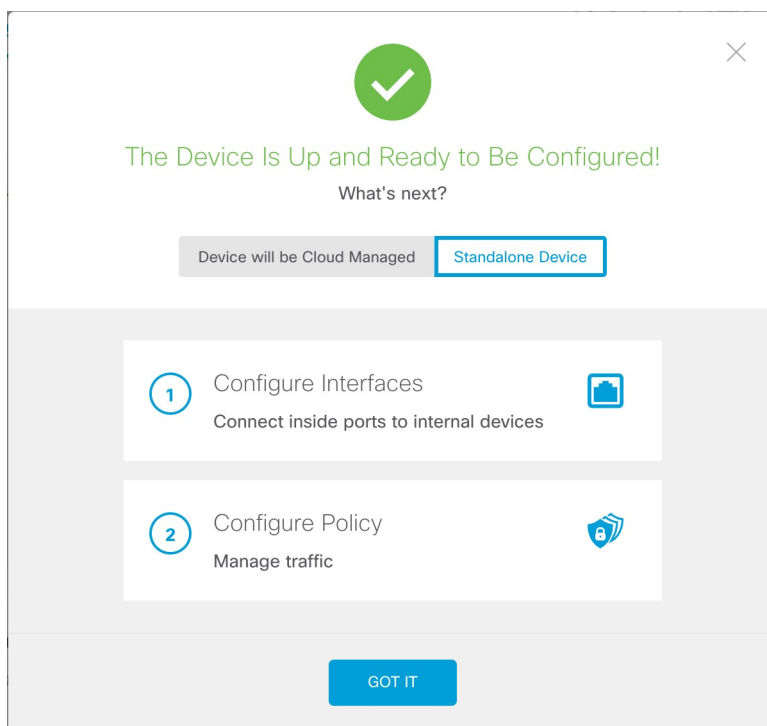 The Device Is Up and Ready to Be Configured!
What's next?
Device will be Cloud Managed
Standalone Device
1
Configure Interfaces
Connect inside ports to internal devices
2
Configure Policy
Manage traffic
GOT IT